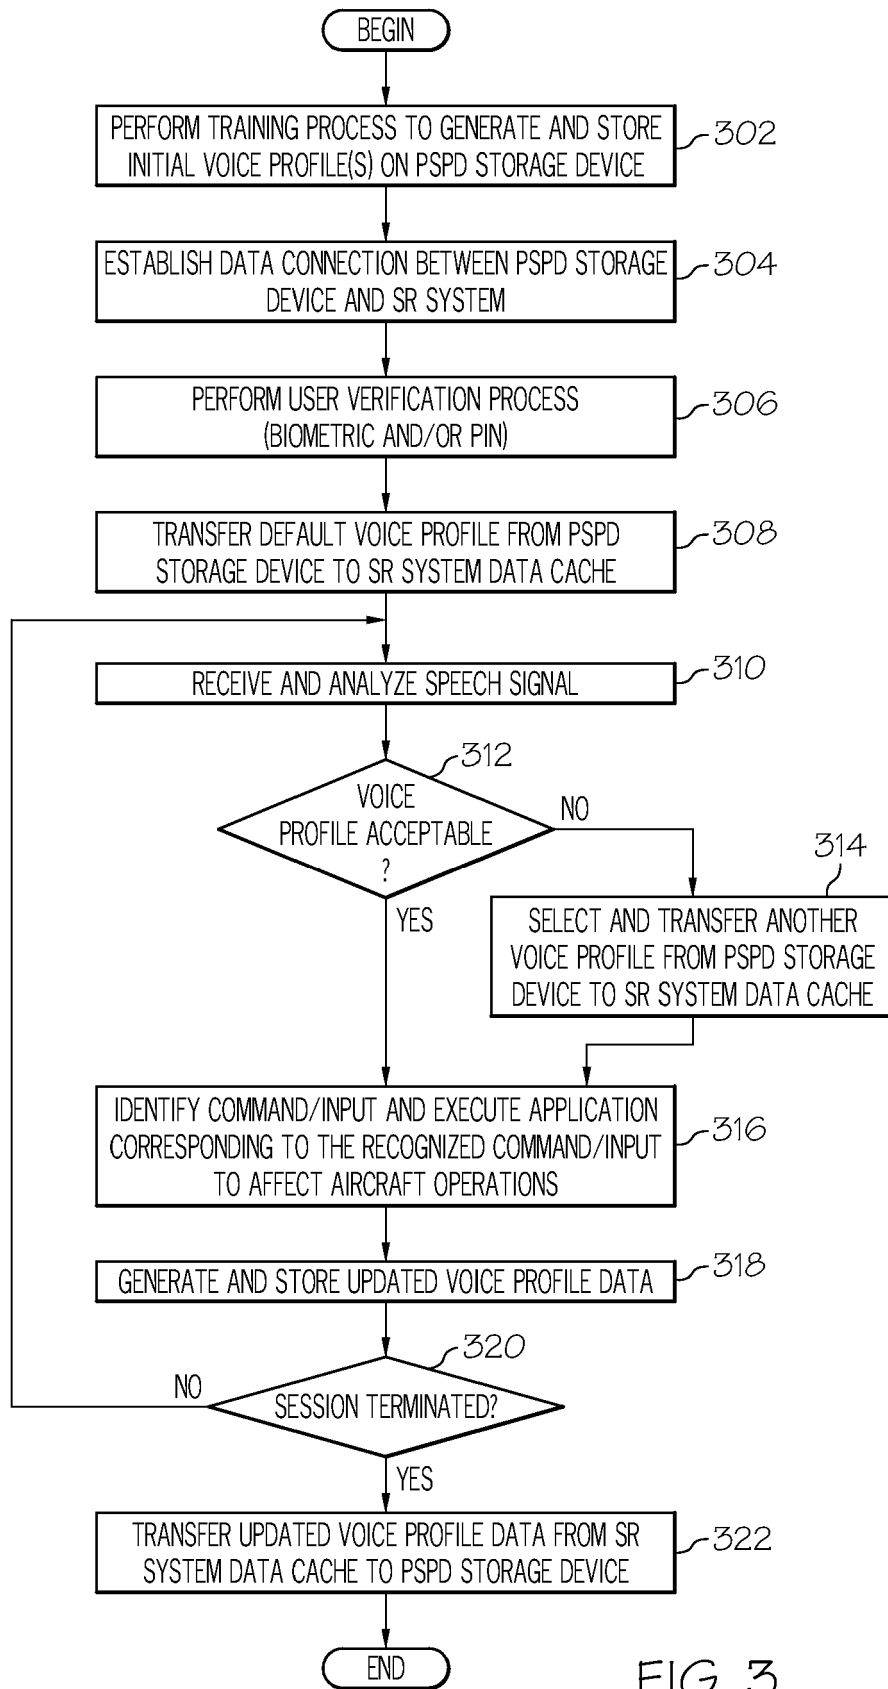 BEGIN
PERFORM TRAINING PROCESS TO GENERATE AND STORE
INITIAL VOICE PROFILE(S) ON PSPD STORAGE DEVICE
302
ESTABLISH DATA CONNECTION BETWEEN PSPD STORAGE
DEVICE AND SR SYSTEM
304
PERFORM USER VERIFICATION PROCESS
(BIOMETRIC AND/OR PIN)
306
TRANSFER DEFAULT VOICE PROFILE FROM PSPD
STORAGE DEVICE TO SR SYSTEM DATA CACHE
308
RECEIVE AND ANALYZE SPEECH SIGNAL
310
312
VOICE
PROFILE ACCEPTABLE
?
NO
YES
314
SELECT AND TRANSFER ANOTHER
VOICE PROFILE FROM PSPD STORAGE
DEVICE TO SR SYSTEM DATA CACHE
IDENTIFY COMMAND/INPUT AND EXECUTE APPLICATION
CORRESPONDING TO THE RECOGNIZED COMMAND/INPUT
TO AFFECT AIRCRAFT OPERATIONS
316
GENERATE AND STORE UPDATED VOICE PROFILE DATA
318
320
NO
SESSION TERMINATED?
YES
TRANSFER UPDATED VOICE PROFILE DATA FROM SR
SYSTEM DATA CACHE TO PSPD STORAGE DEVICE
322
END
FIG. 3